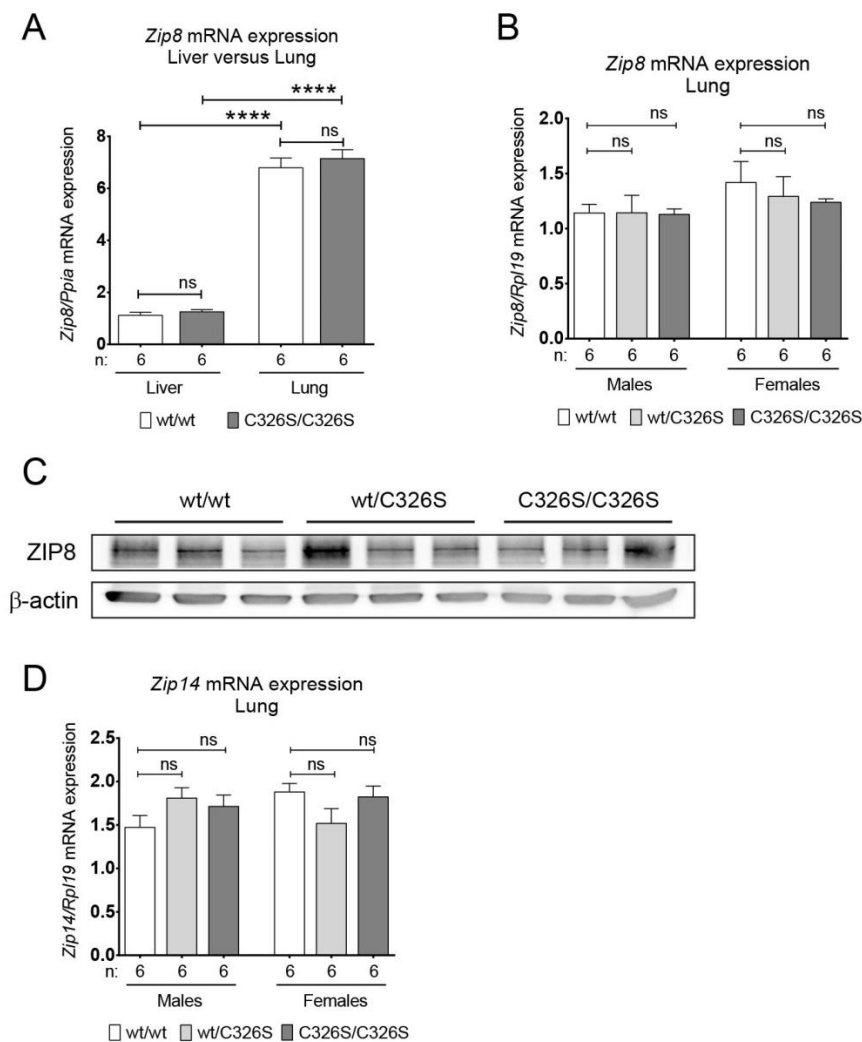 A
Zip8 mRNA expression
Liver versus Lung
****
****
ns
ns
Zip8/Ppia mRNA expression
8
6
4
2
0
n: 6 6 6 6
Liver Lung
wt/wt C326S/C326S
B
Zip8 mRNA expression
Lung
ns ns
ns ns
Zip8/Rpl19 mRNA expression
2.0
1.5
1.0
0.5
0.0
n: 6 6 6 6 6 6
Males Females
wt/wt wt/C326S C326S/C326S
C
wt/wt wt/C326S C326S/C326S
ZIP8
β-actin
D
Zip14 mRNA expression
Lung
ns ns
ns ns
Zip14/Rpl19 mRNA expression
2.5
2.0
1.5
1.0
0.5
0.0
n: 6 6 6 6 6 6
Males Females
wt/wt wt/C326S C326S/C326S